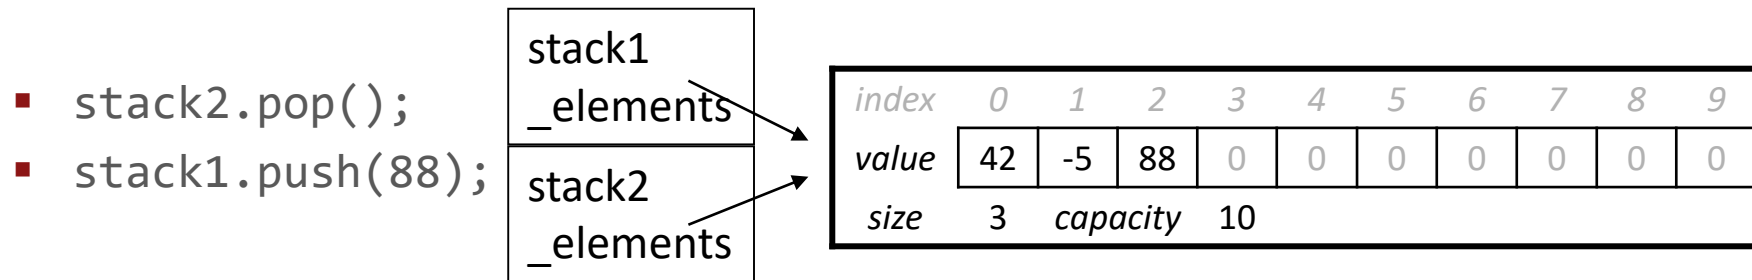 ▪ stack2.pop();
▪ stack1.push(88);
stack1
_elements
stack2
_elements
index 0 1 2 3 4 5 6 7 8 9
value 42 -5 88 0 0 0 0 0 0 0
size 3 capacity 10